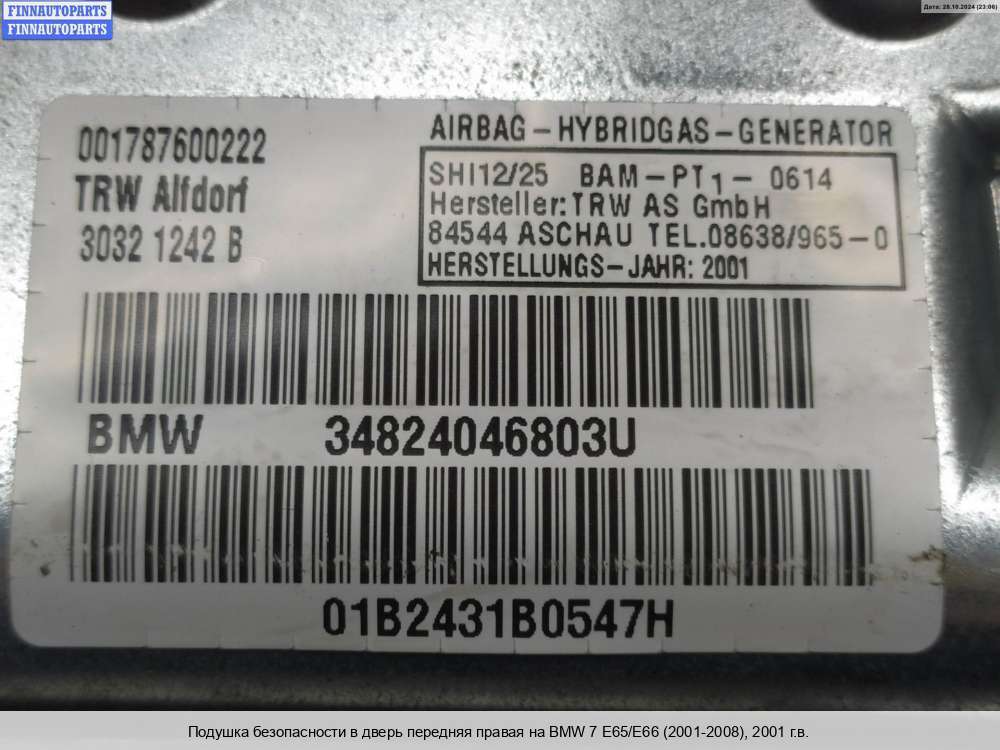 FINNAUTOPARTS
FINNAUTOPARTS
Дата: 28.10.2024 (23:06)
001787600222
TRW Alfdorf
3032 1242 B
AIRBAG-HYBRIDGAS-GENERATOR
SHI12/25 BAM-PT1-0614
Hersteller: TRW AS GmbH
84544 ASCHAU TEL.08638/965-0
HERSTELLUNGS-JAHR: 2001
BMW 34824046803U
01B2431B0547H
Подушка безопасности в дверь передняя правая на BMW 7 E65/E66 (2001-2008), 2001 г.в.